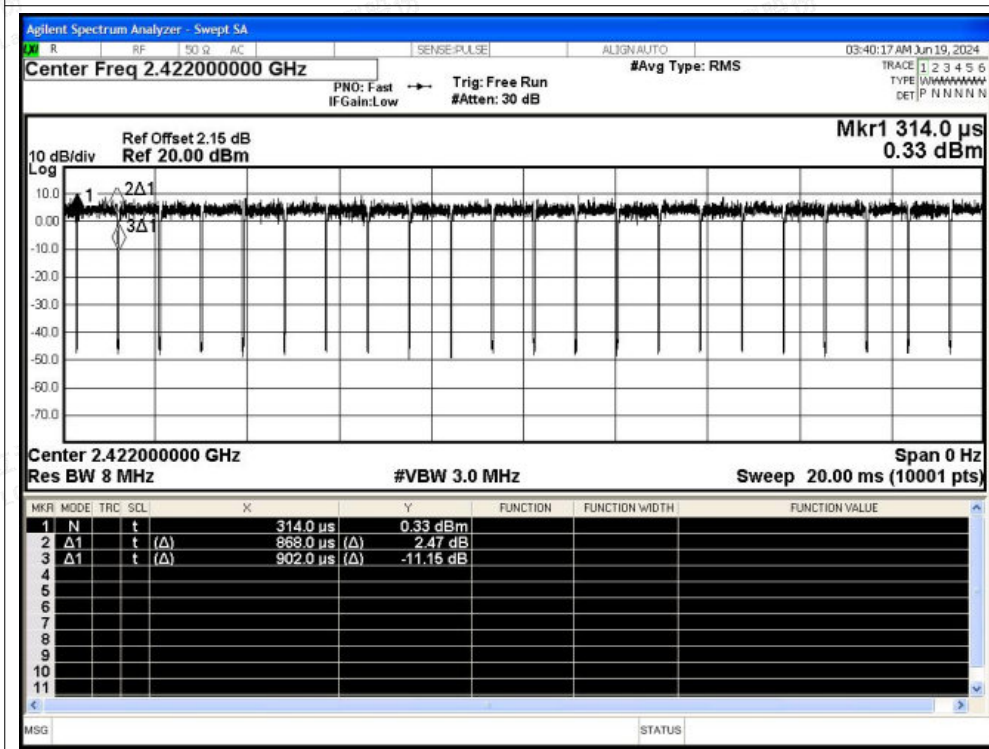 Agilent Spectrum Analyzer - Swept SA
LXI R RF 50 Ω AC SENSE:PULSE ALIGN AUTO 03:40:17 AM Jun 19, 2024
Center Freq 2.422000000 GHz #Avg Type: RMS TRACE 1 2 3 4 5 6
PNO: Fast Trig: Free Run TYPE WWWWWW
IFGain:Low #Atten: 30 dB DET P N N N N N
Mkr1 314.0 µs
Ref Offset 2.15 dB
10 dB/div Ref 20.00 dBm 0.33 dBm
Log
10.0
1
2Δ1
0.00
3Δ1
-10.0
-20.0
-30.0
-40.0
-50.0
-60.0
-70.0
Center 2.422000000 GHz Span 0 Hz
Res BW 8 MHz #VBW 3.0 MHz Sweep 20.00 ms (10001 pts)
MKR MODE TRC SCL X Y FUNCTION FUNCTION WIDTH FUNCTION VALUE
1 N t 314.0 µs 0.33 dBm
2 Δ1 t (Δ) 868.0 µs (Δ) 2.47 dB
3 Δ1 t (Δ) 902.0 µs (Δ) -11.15 dB
4
5
6
7
8
9
10
11
MSG STATUS